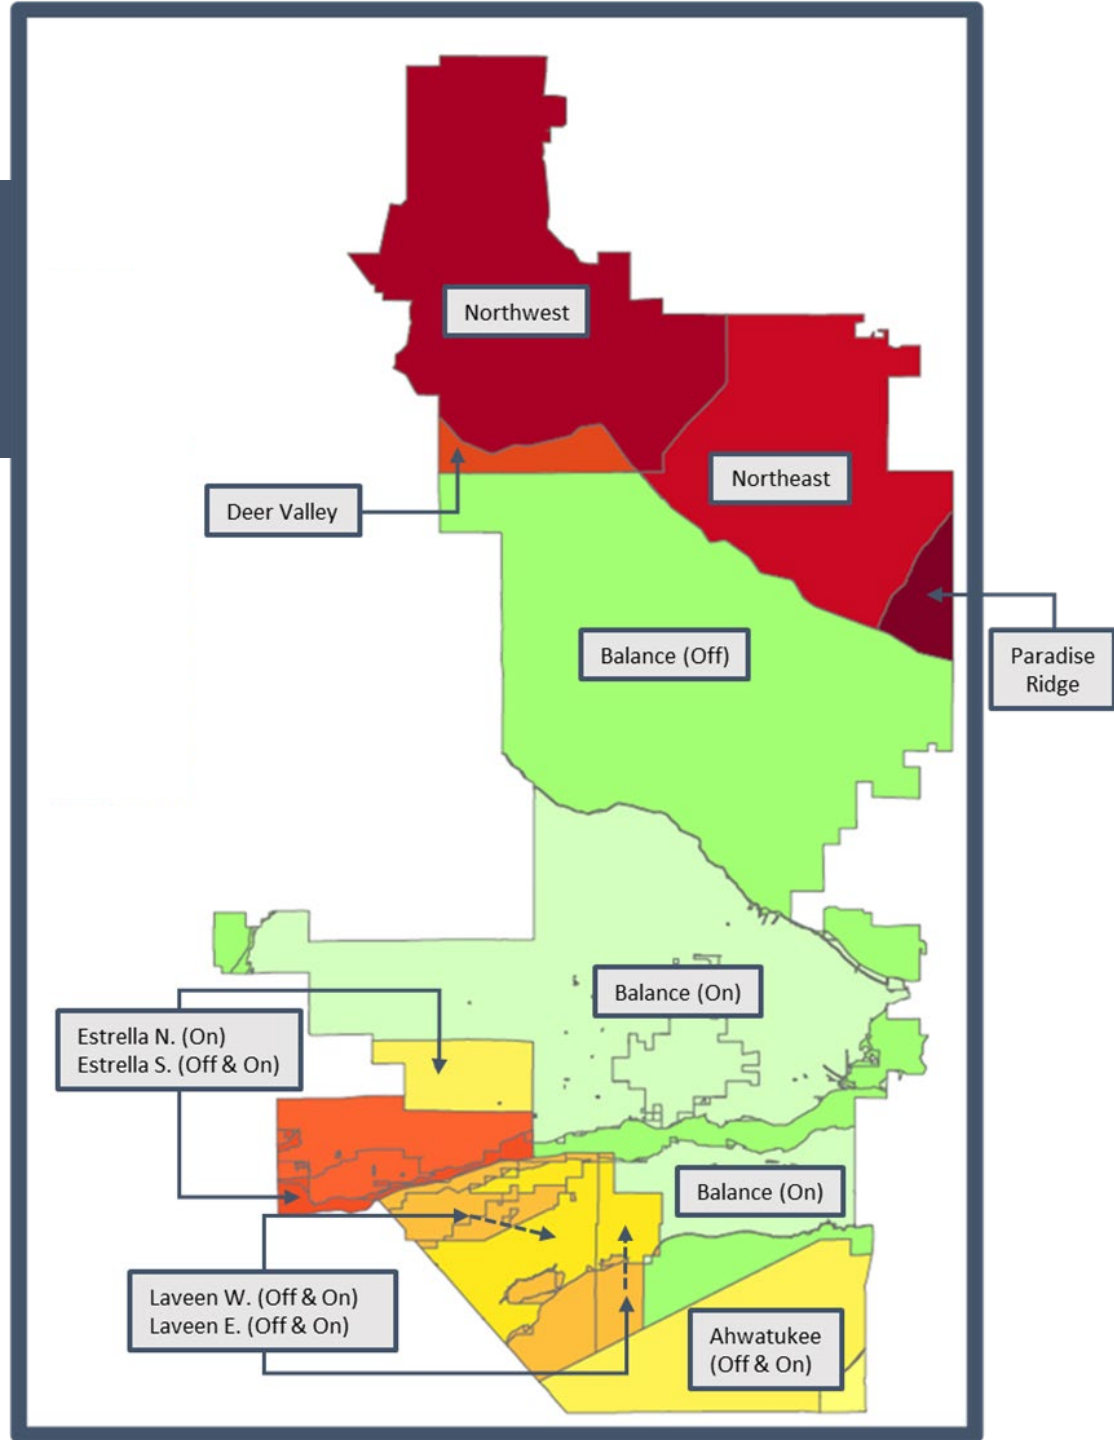 Northwest
Northeast
Deer Valley
Balance (Off)
Paradise
Ridge
Balance (On)
Estrella N. (On)
Estrella S. (Off & On)
Balance (On)
Laveen W. (Off & On)
Laveen E. (Off & On)
Ahwatukee
(Off & On)